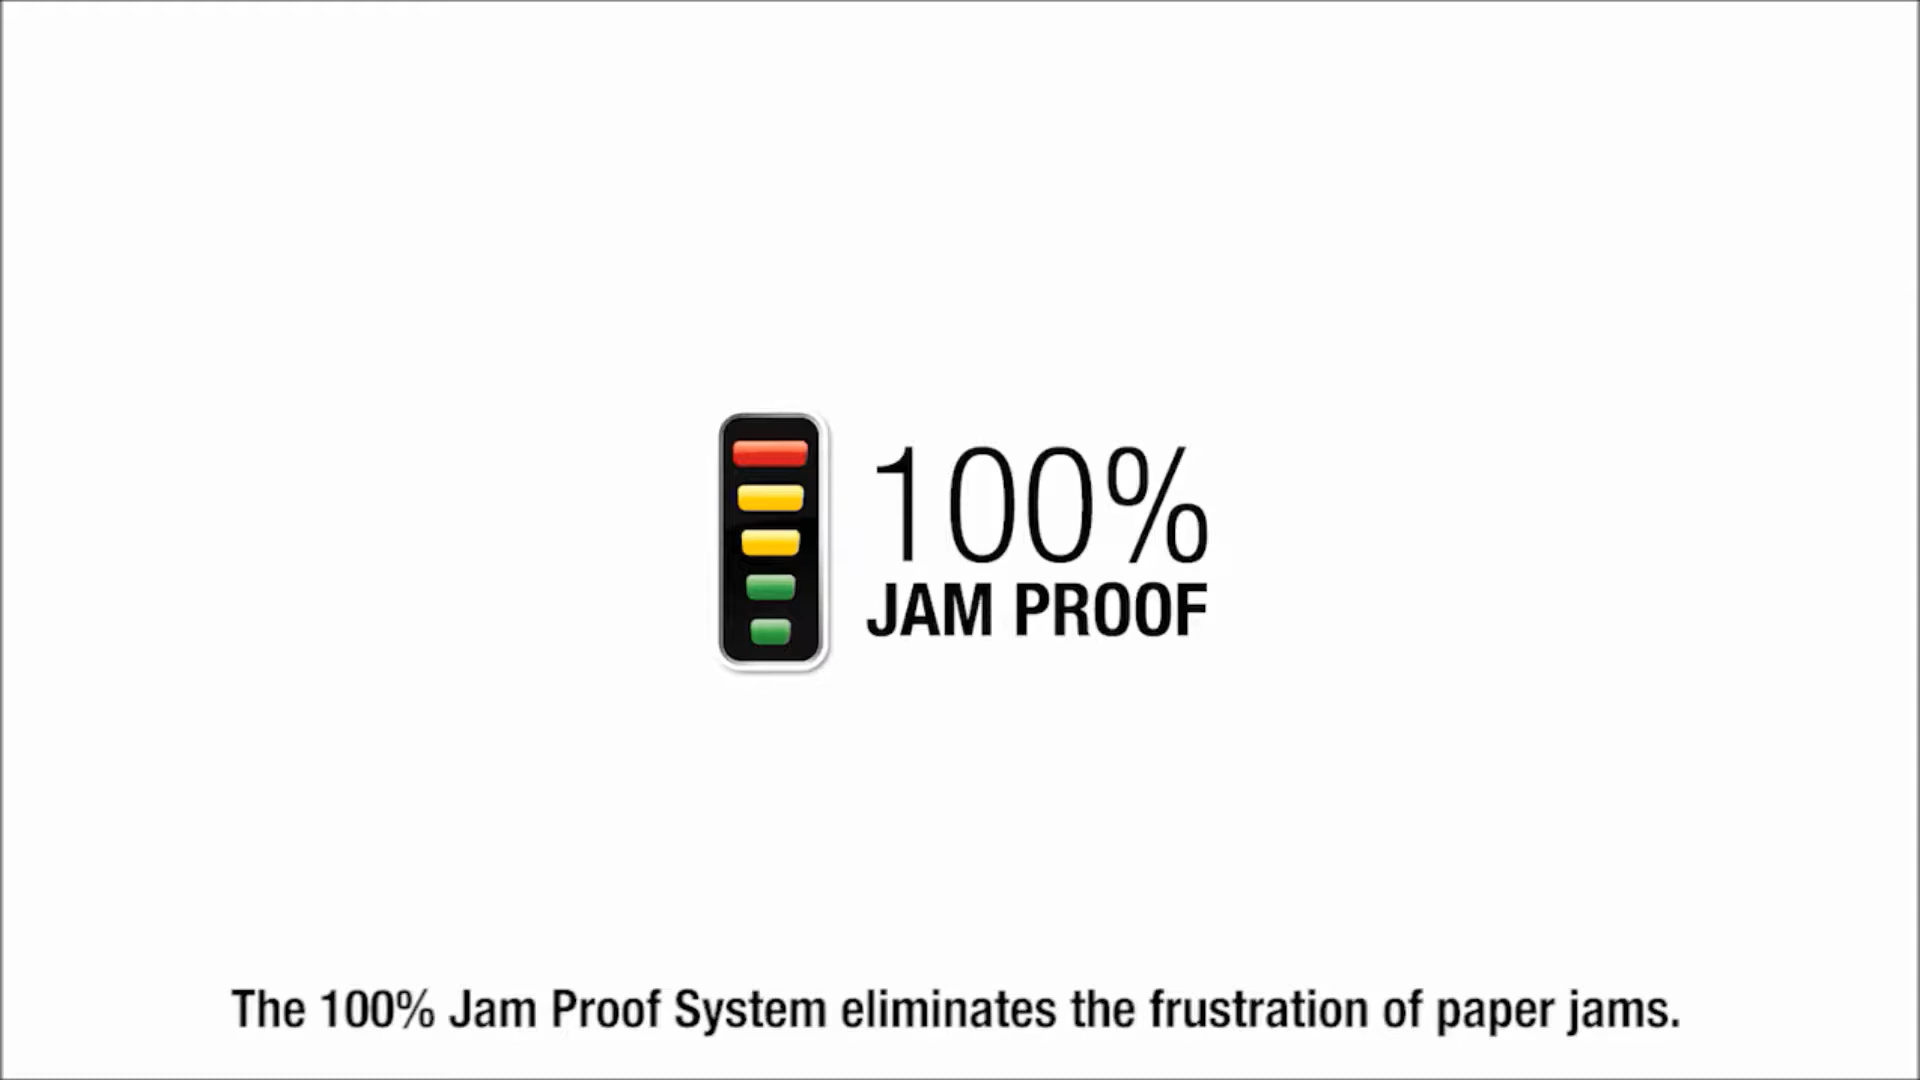 100%
JAM PROOF
The 100% Jam Proof System eliminates the frustration of paper jams.